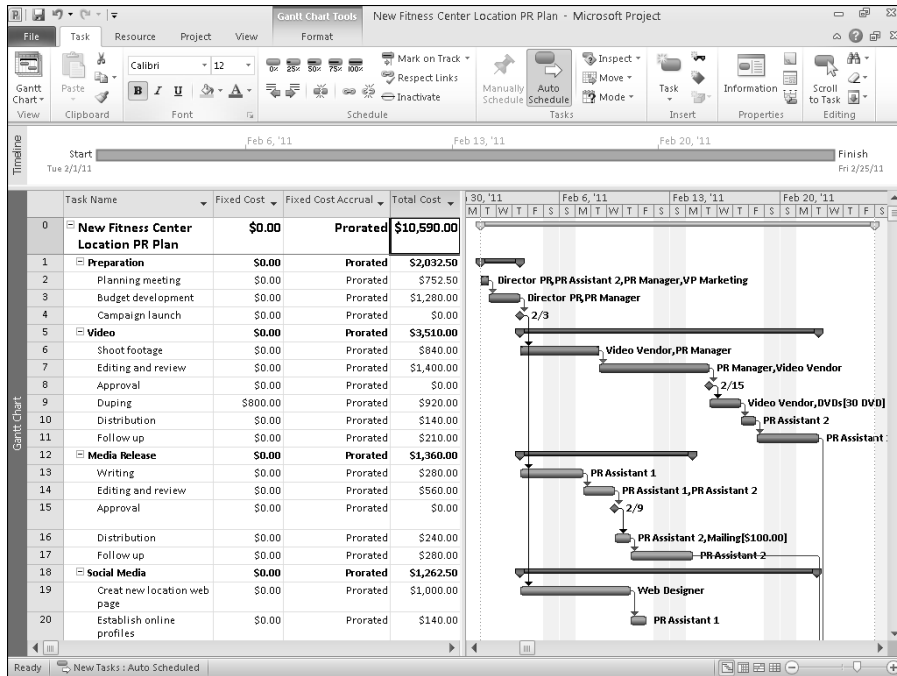 Gantt Chart Tools New Fitness Center Location PR Plan - Microsoft Project
File Task Resource Project View Format
Gantt Chart
View
Paste
Clipboard
Calibri 12
B I U A
Font
0% 25% 50% 75% 100%
Mark on Track
Respect Links
Inactivate
Schedule
Manually Schedule
Auto Schedule
Inspect
Move
Mode
Tasks
Task
Insert
Information
Properties
Scroll to Task
Editing
Timeline
Feb 6, '11 Feb 13, '11 Feb 20, '11
Start Finish
Tue 2/1/11 Fri 2/25/11
Gantt Chart
Task Name Fixed Cost Fixed Cost Accrual Total Cost 30, '11 Feb 6, '11 Feb 13, '11 Feb 20, '11
M T W T F S S M T W T F S S M T W T F S S M T W T F S
0 New Fitness Center Location PR Plan $0.00 Prorated $10,590.00
1 Preparation $0.00 Prorated $2,032.50
2 Planning meeting $0.00 Prorated $752.50 Director PR,PR Assistant 2,PR Manager,VP Marketing
3 Budget development $0.00 Prorated $1,280.00 Director PR,PR Manager
4 Campaign launch $0.00 Prorated $0.00 2/3
5 Video $0.00 Prorated $3,510.00
6 Shoot footage $0.00 Prorated $840.00 Video Vendor,PR Manager
7 Editing and review $0.00 Prorated $1,400.00 PR Manager,Video Vendor
8 Approval $0.00 Prorated $0.00 2/15
9 Duping $800.00 Prorated $920.00 Video Vendor,DVDs[30 DVD]
10 Distribution $0.00 Prorated $140.00 PR Assistant 2
11 Follow up $0.00 Prorated $210.00 PR Assistant
12 Media Release $0.00 Prorated $1,360.00
13 Writing $0.00 Prorated $280.00 PR Assistant 1
14 Editing and review $0.00 Prorated $560.00 PR Assistant 1,PR Assistant 2
15 Approval $0.00 Prorated $0.00 2/9
16 Distribution $0.00 Prorated $240.00 PR Assistant 2,Mailing[$100.00]
17 Follow up $0.00 Prorated $280.00 PR Assistant 2
18 Social Media $0.00 Prorated $1,262.50
19 Creat new location web page $0.00 Prorated $1,000.00 Web Designer
20 Establish online profiles $0.00 Prorated $140.00 PR Assistant 1
Ready New Tasks : Auto Scheduled